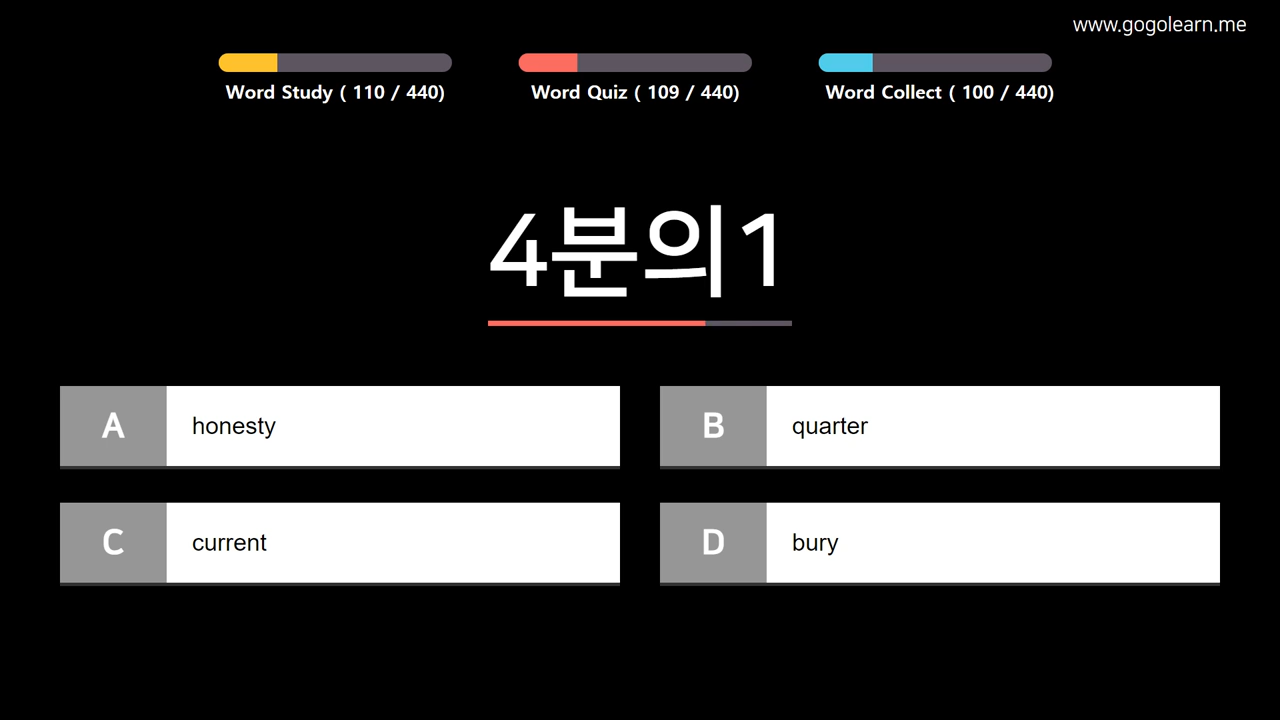 www.gogolearn.me
Word Study ( 110 / 440)
Word Quiz ( 109 / 440)
Word Collect ( 100 / 440)
4분의1
A honesty
B quarter
C current
D bury